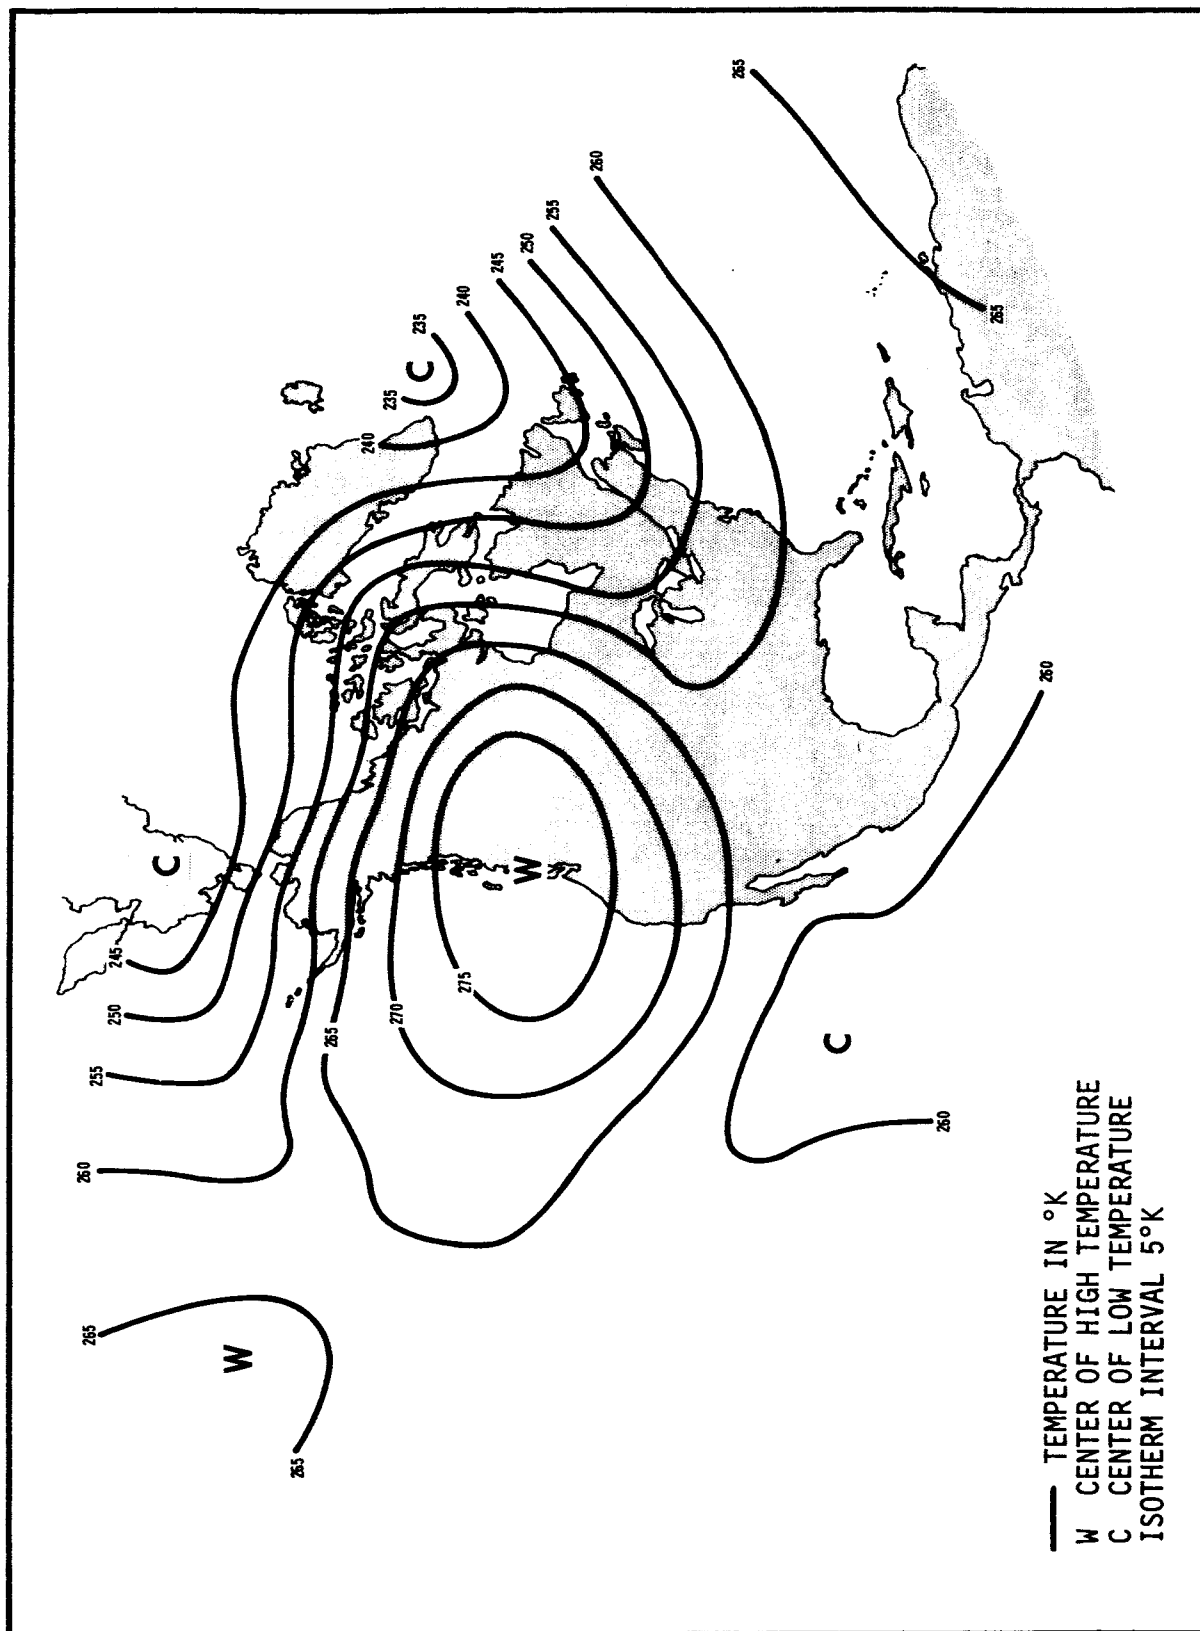 265
260
255
250
245
240
235
C
235
240
265
C
245
250
255
260
W
275
270
265
260
C
260
265
W
265
TEMPERATURE IN °K
W CENTER OF HIGH TEMPERATURE
C CENTER OF LOW TEMPERATURE
ISOTHERM INTERVAL 5°K